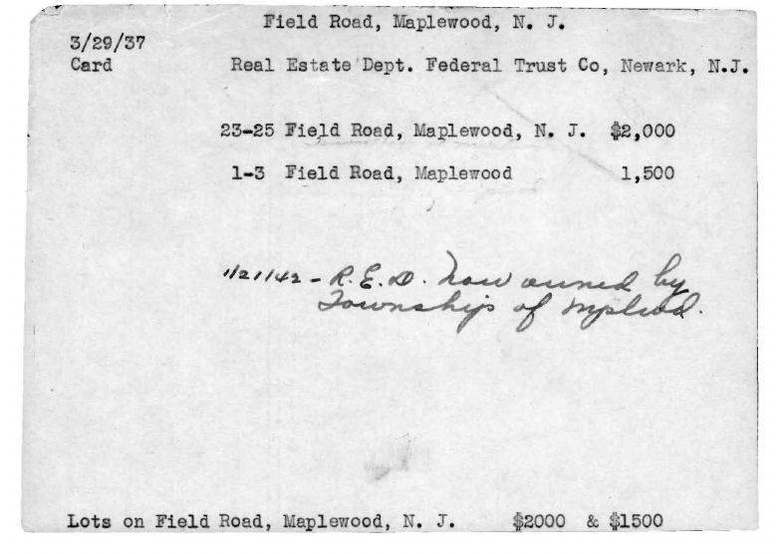 Field Road, Maplewood, N. J.
3/29/37
Card Real Estate Dept. Federal Trust Co, Newark, N.J.
23-25 Field Road, Maplewood, N. J. $2,000
1-3 Field Road, Maplewood 1,500
1/21/42 - R.E.D. now owned by
Township of Mplwd.
Lots on Field Road, Maplewood, N. J. $2000 & $1500